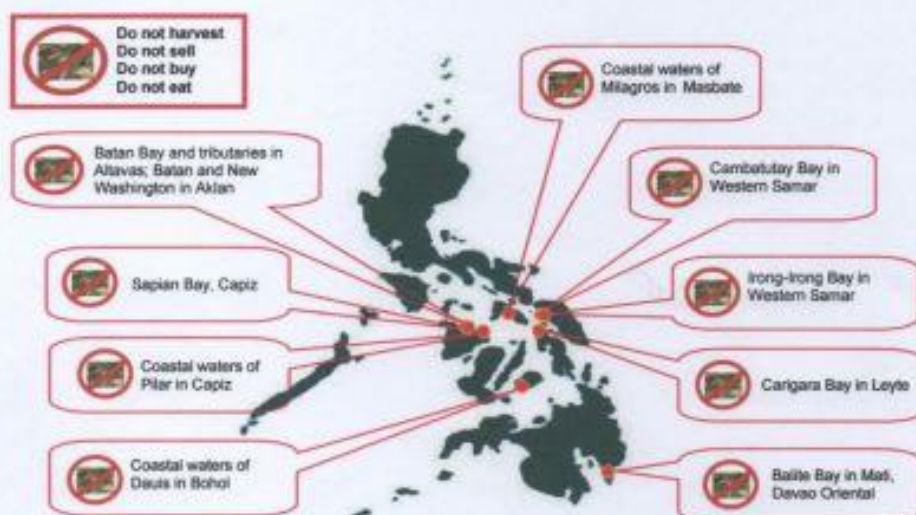 Do not harvest
Do not sell
Do not buy
Do not eat
Coastal waters of
Milagros in Masbate
Batan Bay and tributaries in
Altavas; Batan and New
Washington in Aklan
Cambatutay Bay in
Western Samar
Sapian Bay, Capiz
Irong-Irong Bay in
Western Samar
Coastal waters of
Pilar in Capiz
Carigara Bay in Leyte
Coastal waters of
Dauis in Bohol
Balite Bay in Mati,
Davao Oriental